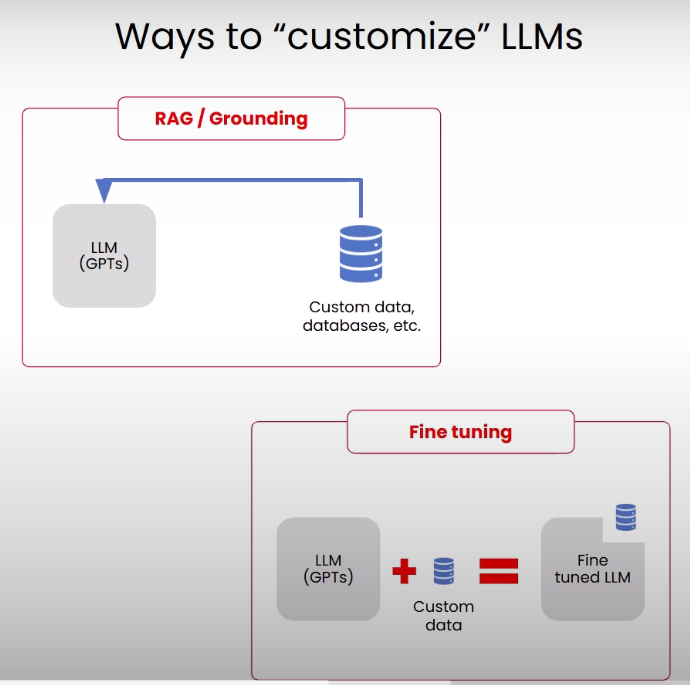 Ways to “customize” LLMs
RAG / Grounding
LLM
(GPTs)
Custom data,
databases, etc.
Fine tuning
LLM
(GPTs)
Custom
data
Fine
tuned LLM